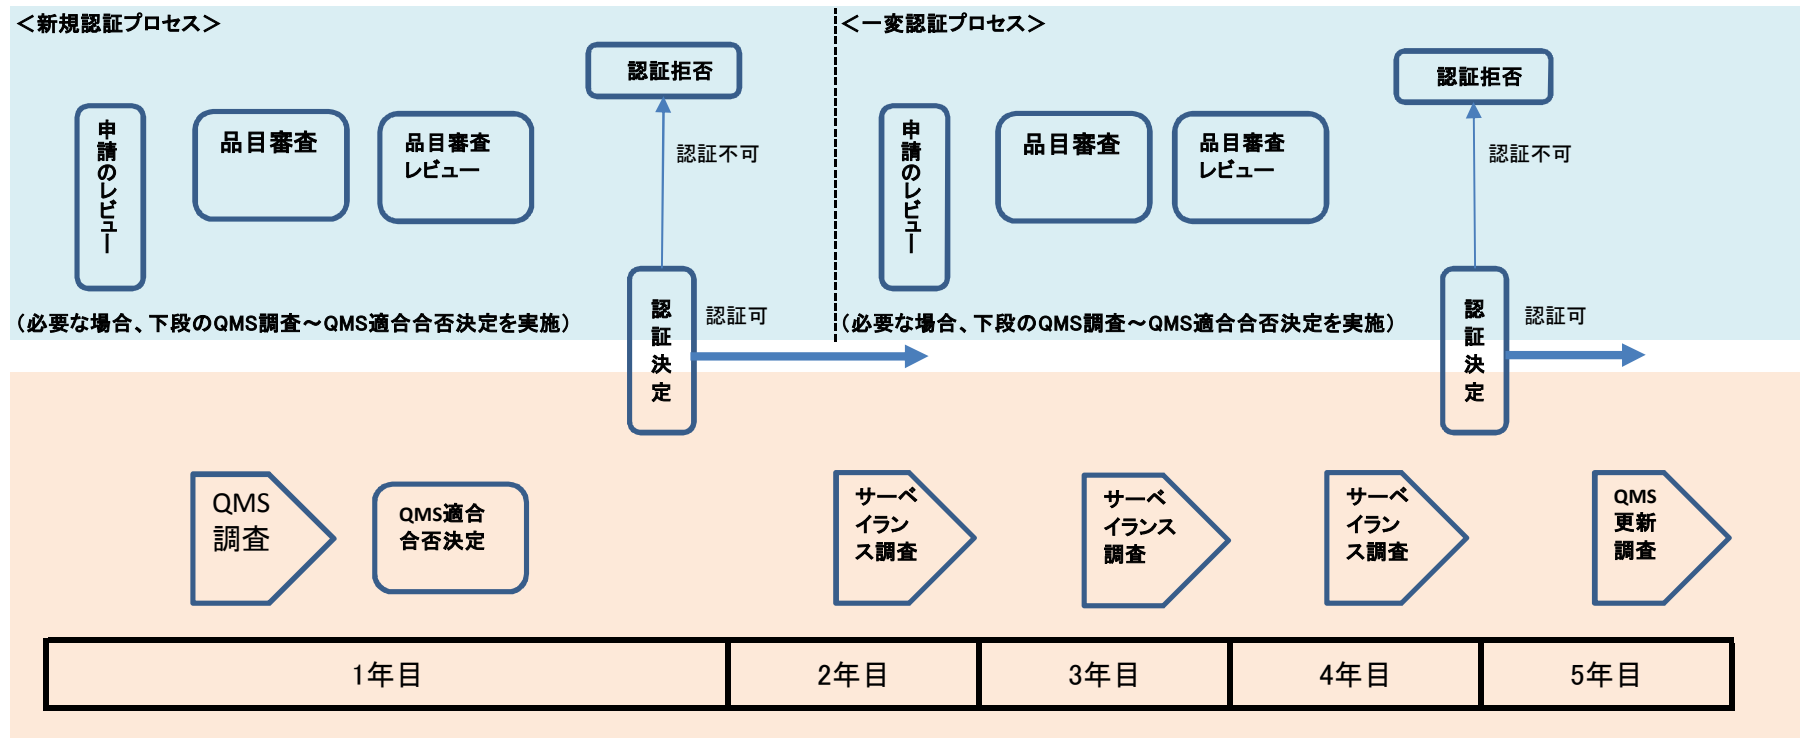 ＜新規認証プロセス＞
申請のレビュー
品目審査
品目審査
レビュー
認証拒否
認証不可
認証決定
認証可
（必要な場合、下段のQMS調査～QMS適合合否決定を実施）
＜一変認証プロセス＞
申請のレビュー
品目審査
品目審査
レビュー
認証拒否
認証不可
認証決定
認証可
（必要な場合、下段のQMS調査～QMS適合合否決定を実施）
QMS
調査
QMS適合
合否決定
サーベ
イラン
ス調査
サーベ
イランス
調査
サーベ
イラン
ス調査
QMS
更新
調査
1年目
2年目
3年目
4年目
5年目